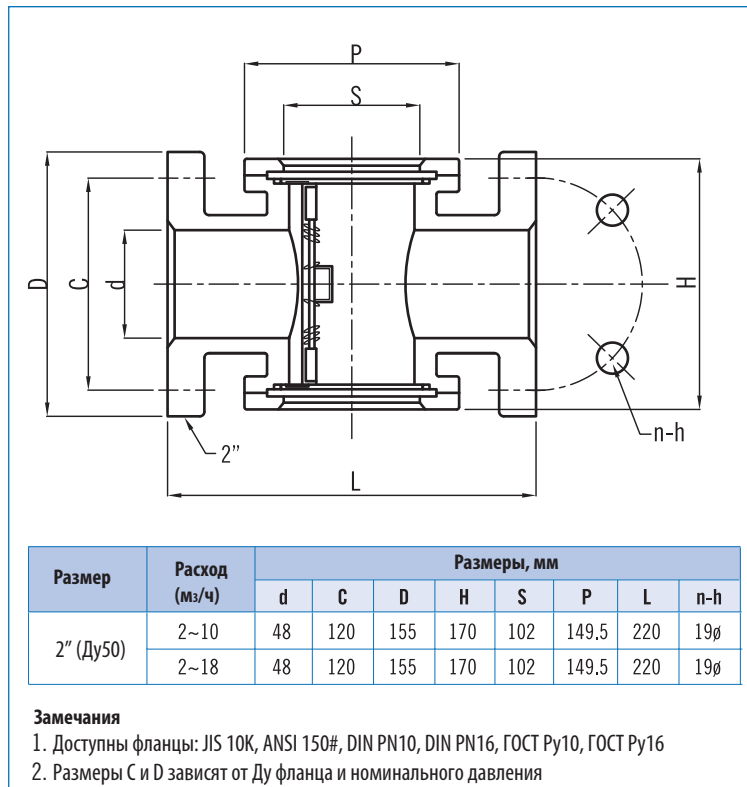 P
S
D
C
d
H
n-h
2”
L
Размер Расход (м3/ч) Размеры, мм
d C D H S P L n-h
2” (Ду50) 2~10 48 120 155 170 102 149.5 220 19ø
2~18 48 120 155 170 102 149.5 220 19ø
Замечания
1. Доступны фланцы: JIS 10K, ANSI 150#, DIN PN10, DIN PN16, ГОСТ Ру10, ГОСТ Ру16
2. Размеры C и D зависят от Ду фланца и номинального давления